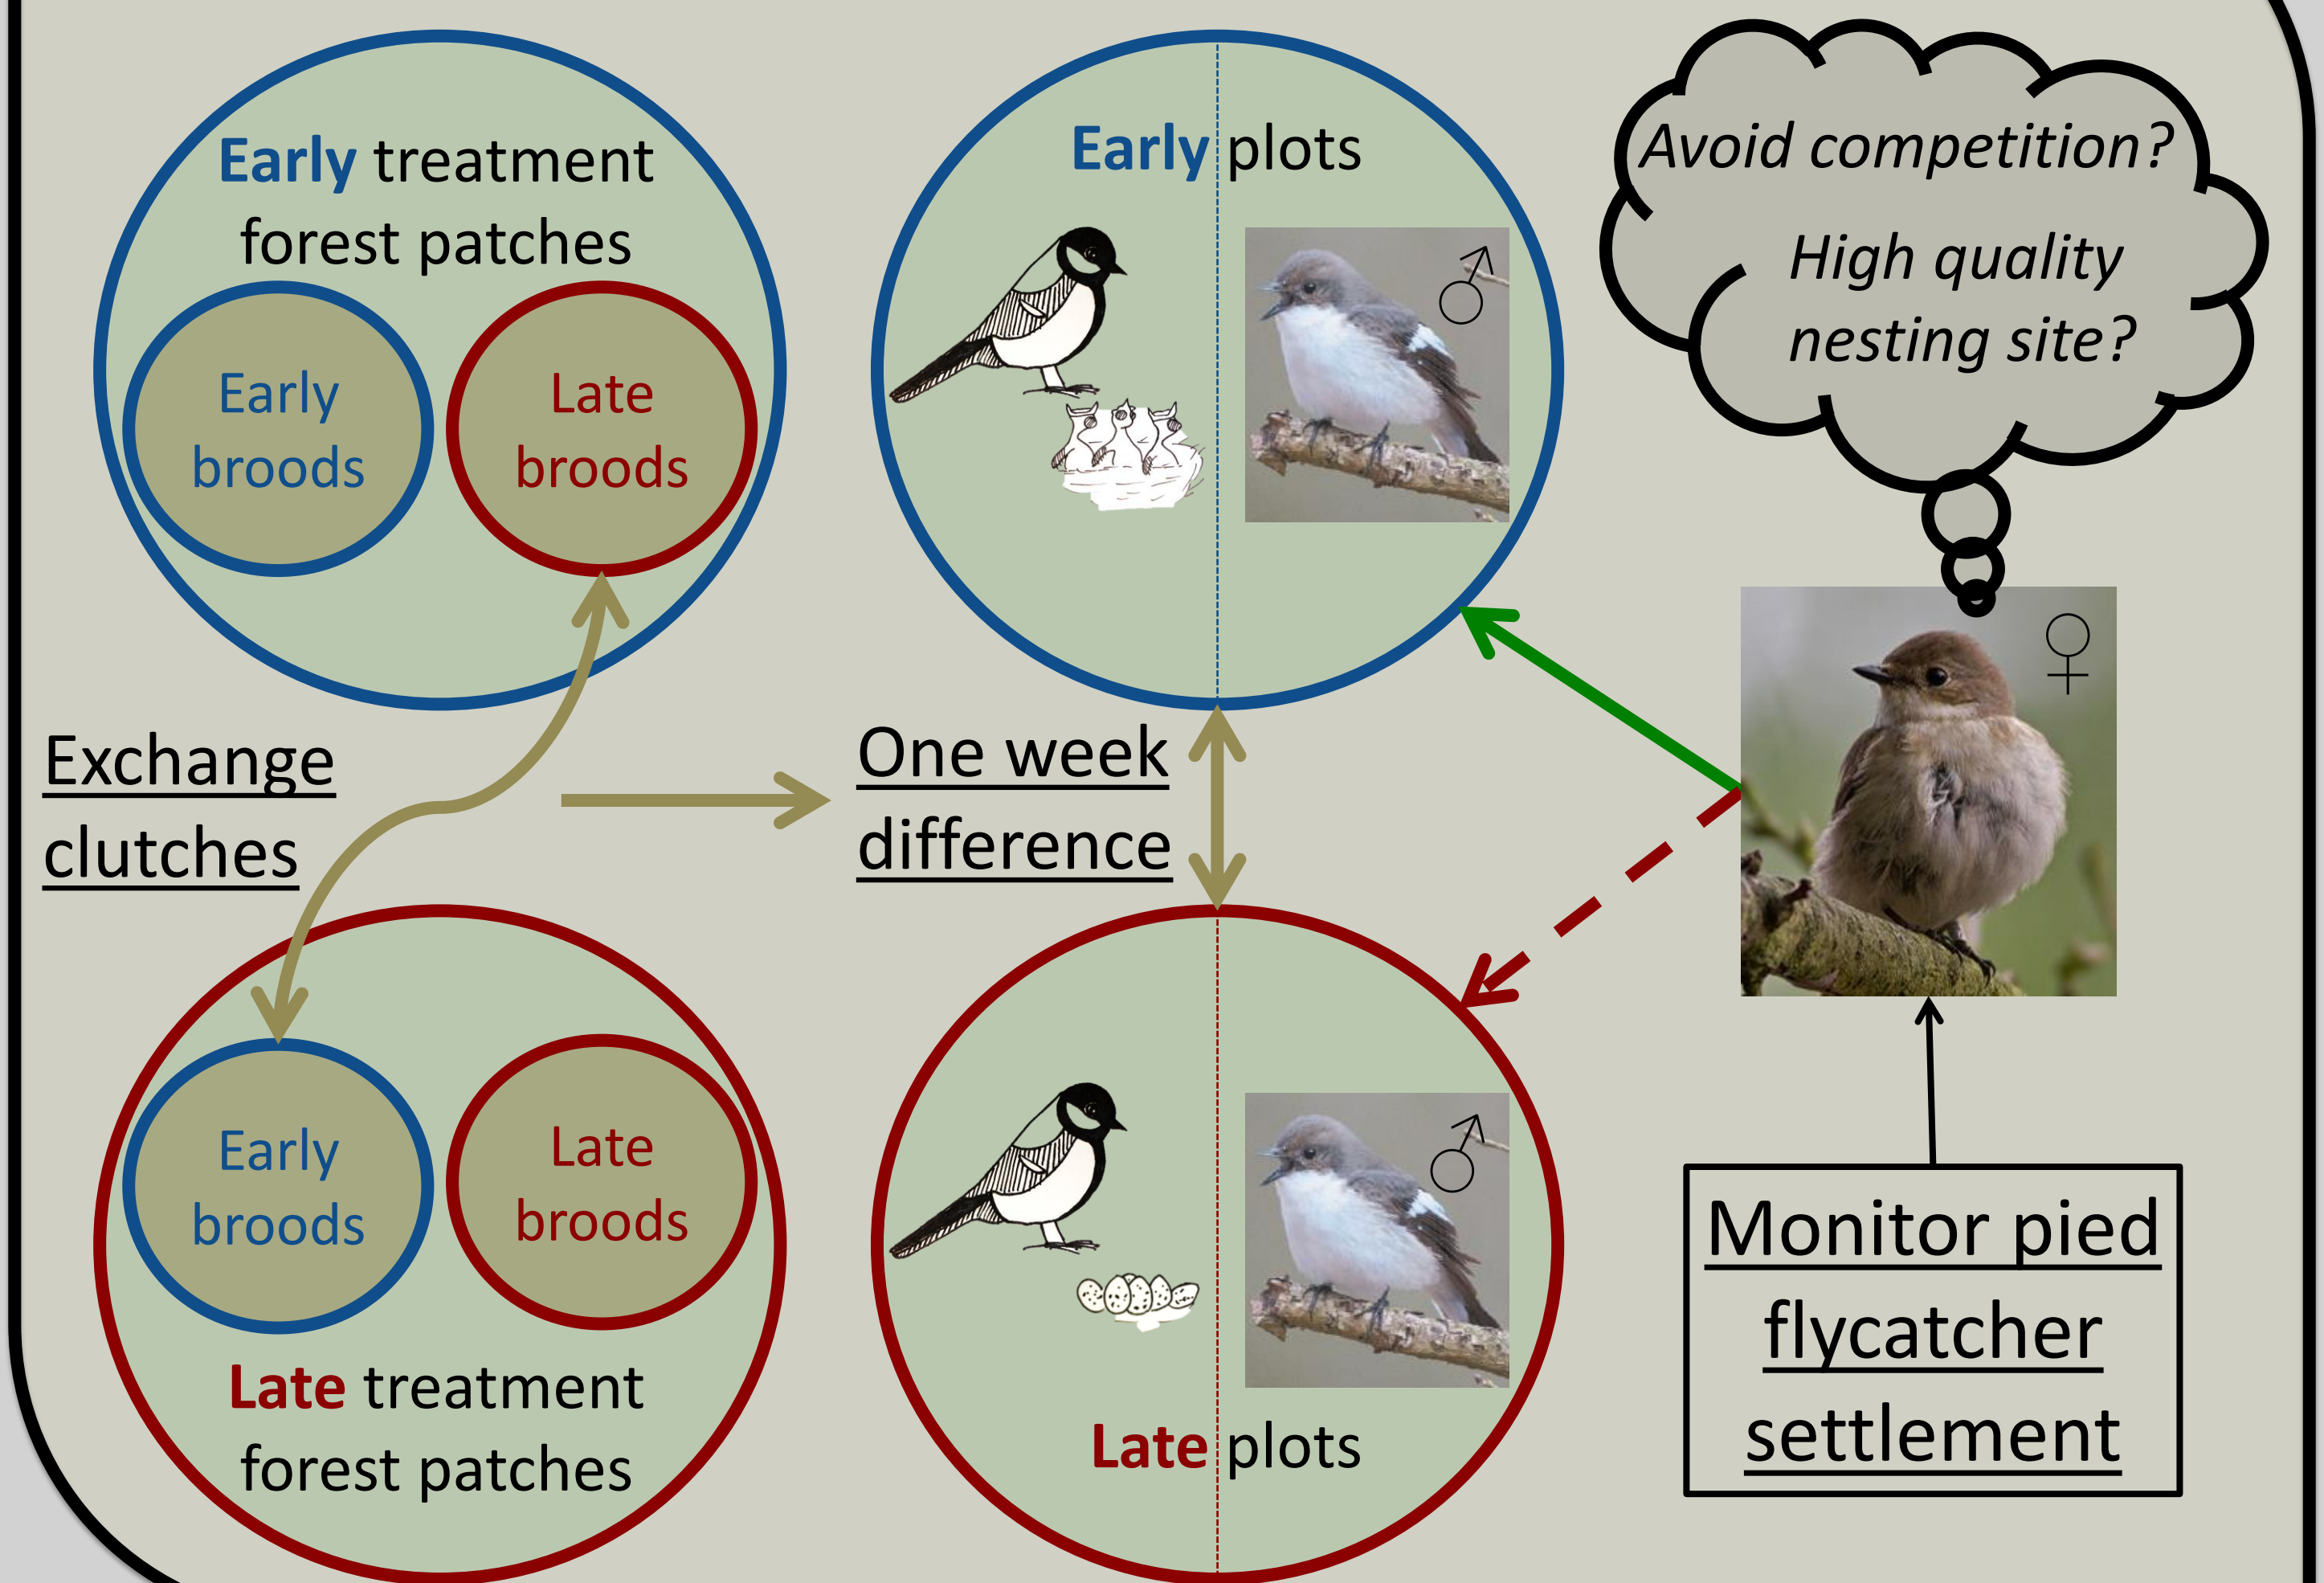 Early treatment
forest patches
Early
broods
Late
broods
Exchange
clutches
Early
broods
Late
broods
Late treatment
forest patches
Early plots
♂
One week
difference
♂
Late plots
Avoid competition?
High quality
nesting site?
♀
Monitor pied
flycatcher
settlement